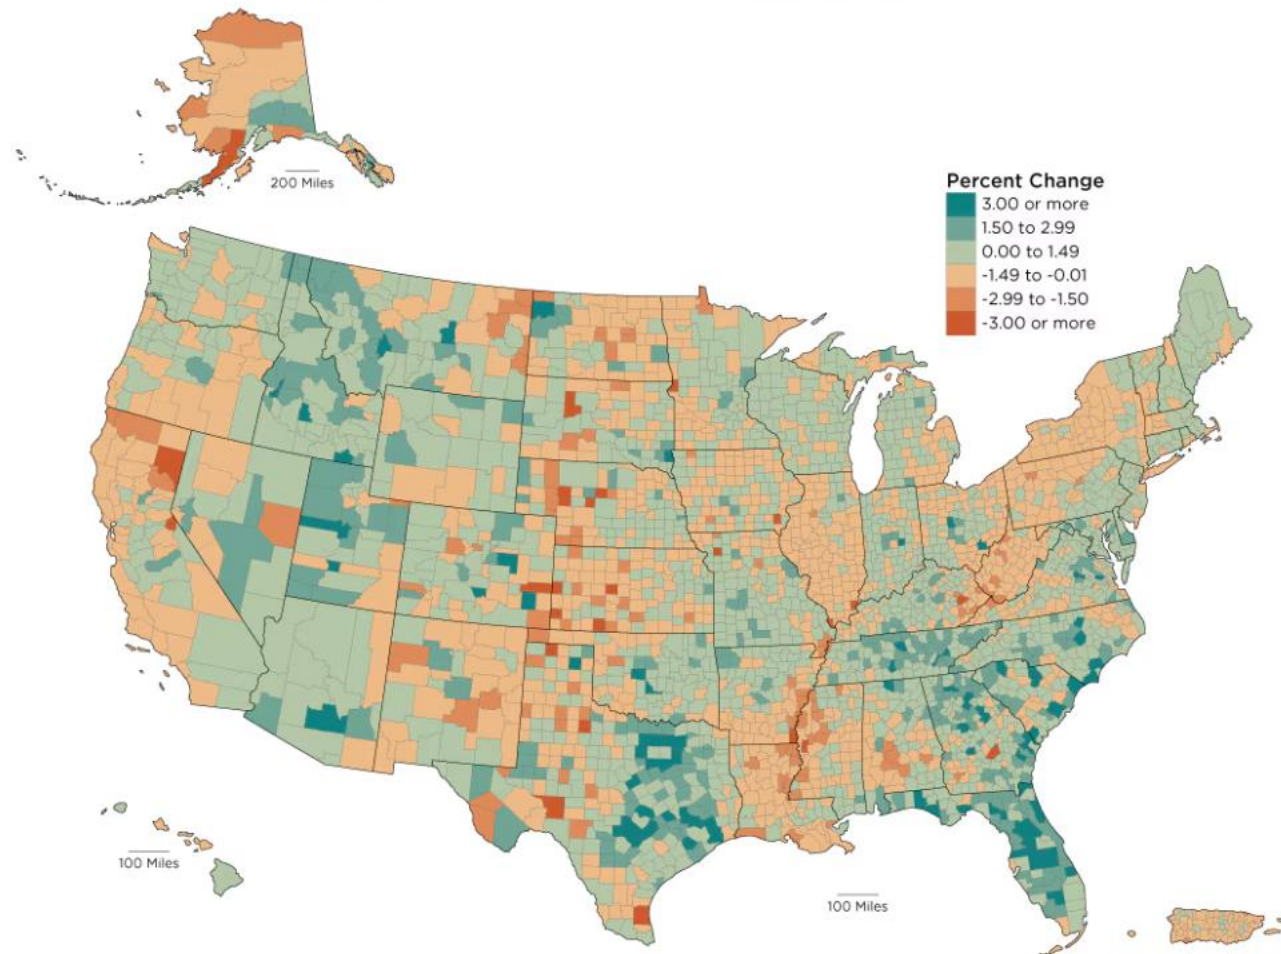 200 Miles
Percent Change
3.00 or more
1.50 to 2.99
0.00 to 1.49
-1.49 to -0.01
-2.99 to -1.50
-3.00 or more
100 Miles
100 Miles